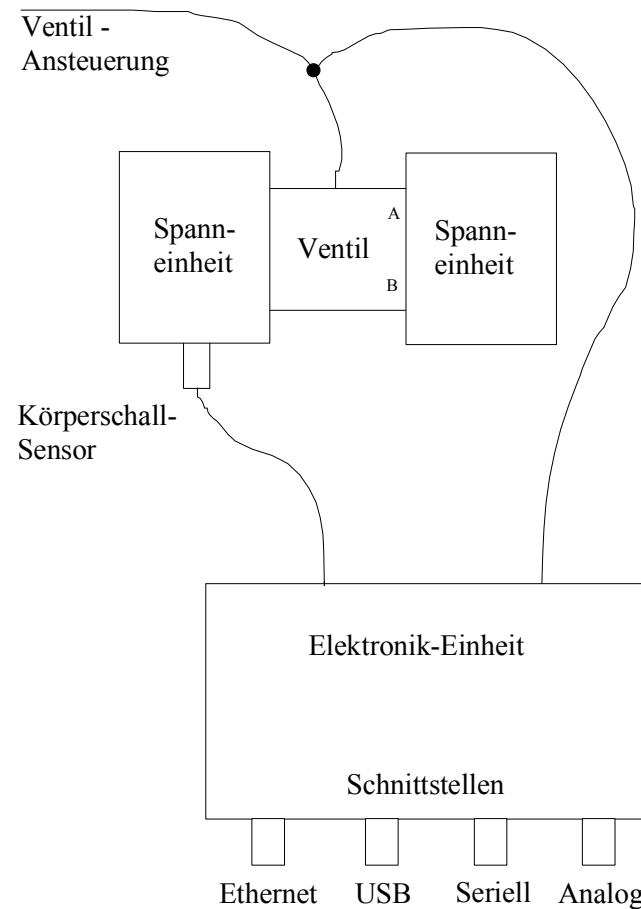 Ventil -
Ansteuerung
Spann-
einheit
Ventil
A
B
Spann-
einheit
Körperschall-
Sensor
Elektronik-Einheit
Schnittstellen
Ethernet USB Seriell Analog